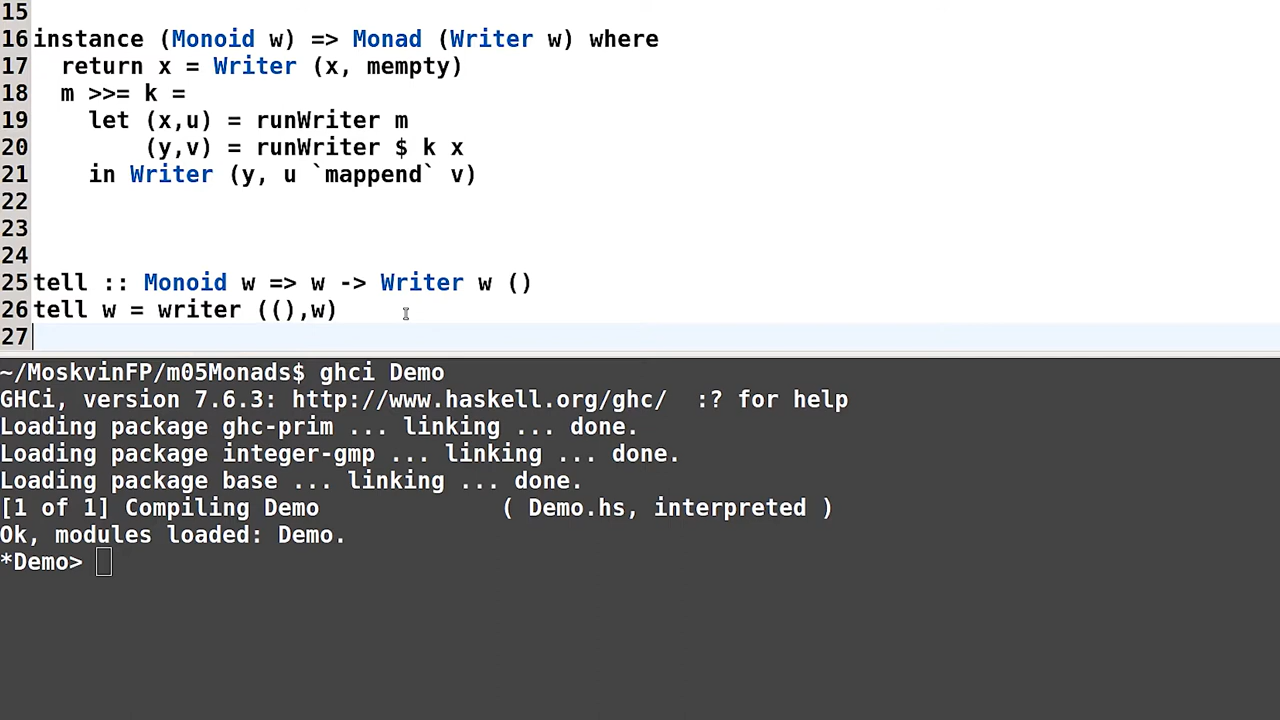 15
16 instance (Monoid w) => Monad (Writer w) where
17   return x = Writer (x, mempty)
18   m >>= k =
19     let (x,u) = runWriter m
20         (y,v) = runWriter $ k x
21     in Writer (y, u `mappend` v)
22
23
24
25 tell :: Monoid w => w -> Writer w ()
26 tell w = writer ((),w)
27
~/MoskvinFP/m05Monads$ ghci Demo
GHCi, version 7.6.3: http://www.haskell.org/ghc/  :? for help
Loading package ghc-prim ... linking ... done.
Loading package integer-gmp ... linking ... done.
Loading package base ... linking ... done.
[1 of 1] Compiling Demo             ( Demo.hs, interpreted )
Ok, modules loaded: Demo.
*Demo>